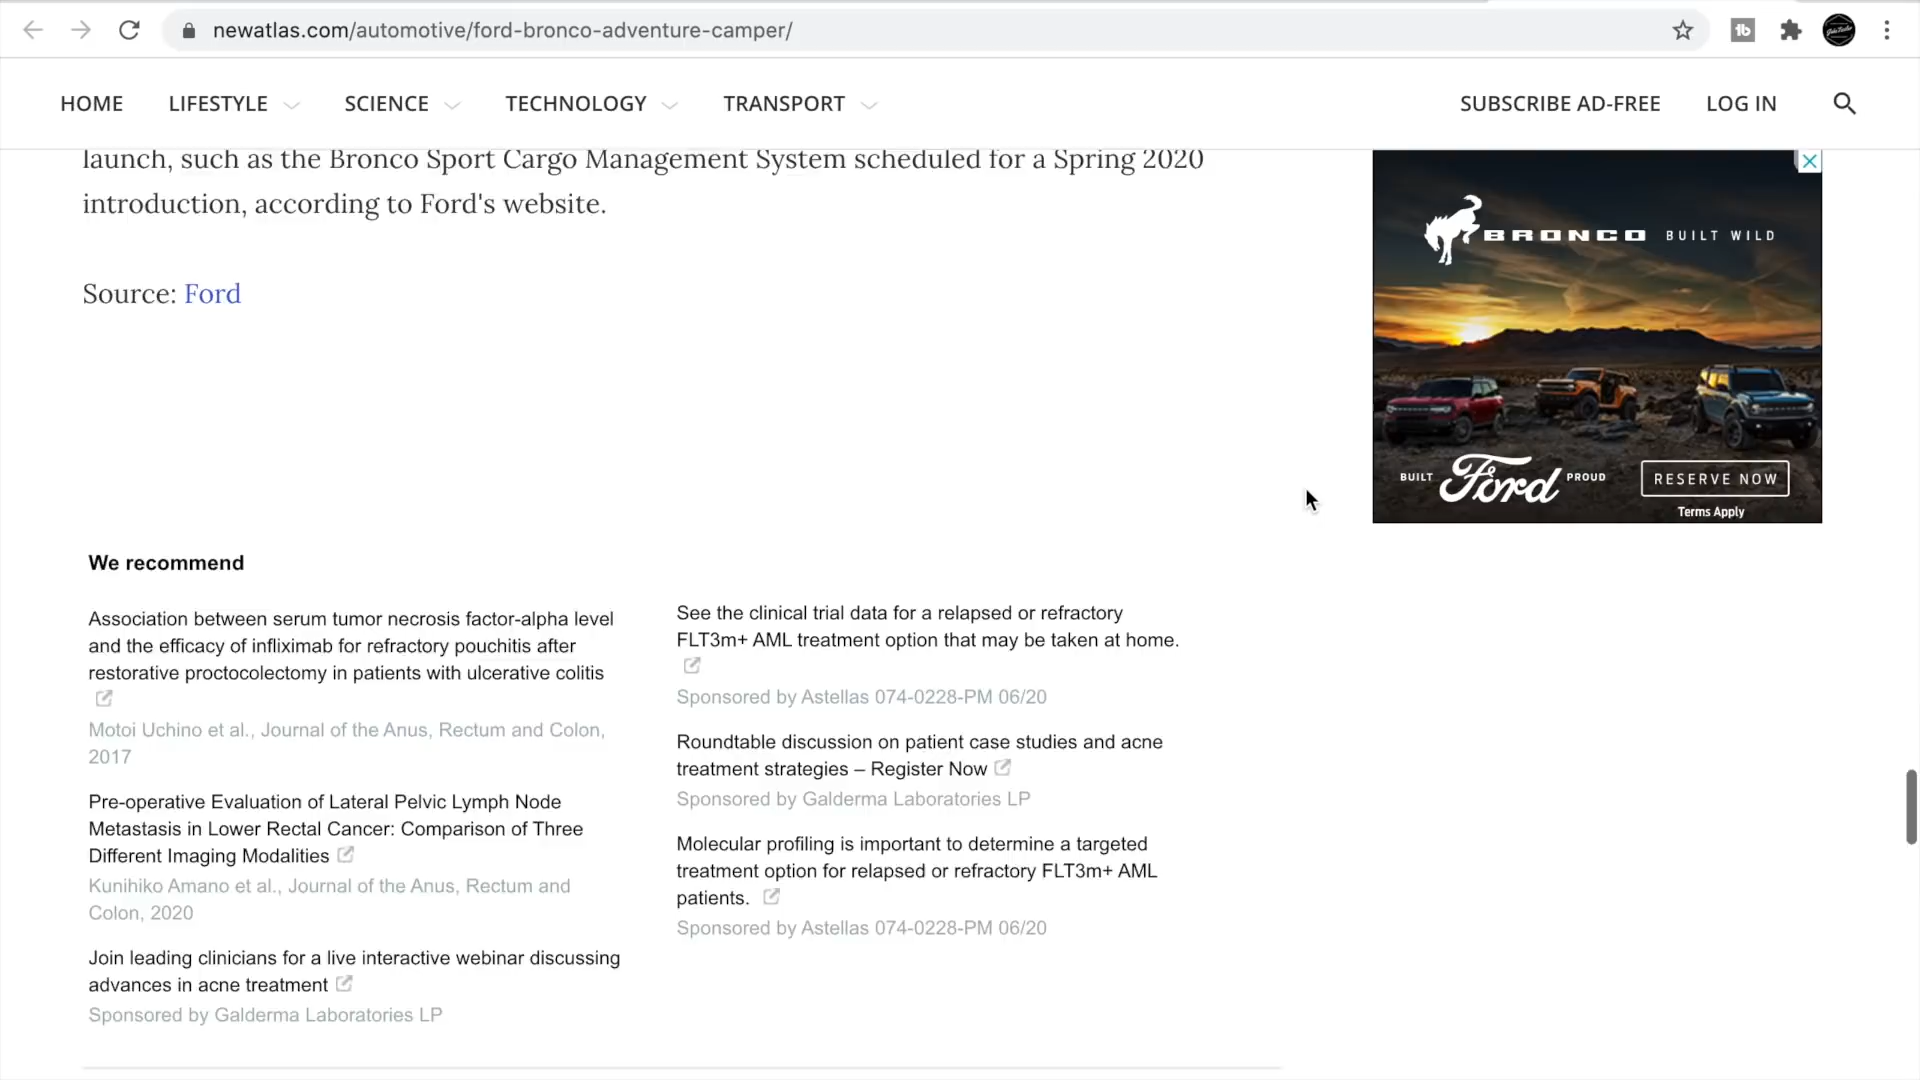 newatlas.com/automotive/ford-bronco-adventure-camper/
HOME LIFESTYLE SCIENCE TECHNOLOGY TRANSPORT SUBSCRIBE AD-FREE LOG IN
launch, such as the Bronco Sport Cargo Management System scheduled for a Spring 2020
introduction, according to Ford's website.
Source: Ford
BRONCO BUILT WILD
BUILT Ford PROUD
RESERVE NOW
Terms Apply
We recommend
Association between serum tumor necrosis factor-alpha level
and the efficacy of infliximab for refractory pouchitis after
restorative proctocolectomy in patients with ulcerative colitis
Motoi Uchino et al., Journal of the Anus, Rectum and Colon,
2017
Pre-operative Evaluation of Lateral Pelvic Lymph Node
Metastasis in Lower Rectal Cancer: Comparison of Three
Different Imaging Modalities
Kunihiko Amano et al., Journal of the Anus, Rectum and
Colon, 2020
Join leading clinicians for a live interactive webinar discussing
advances in acne treatment
Sponsored by Galderma Laboratories LP
See the clinical trial data for a relapsed or refractory
FLT3m+ AML treatment option that may be taken at home.
Sponsored by Astellas 074-0228-PM 06/20
Roundtable discussion on patient case studies and acne
treatment strategies – Register Now
Sponsored by Galderma Laboratories LP
Molecular profiling is important to determine a targeted
treatment option for relapsed or refractory FLT3m+ AML
patients.
Sponsored by Astellas 074-0228-PM 06/20